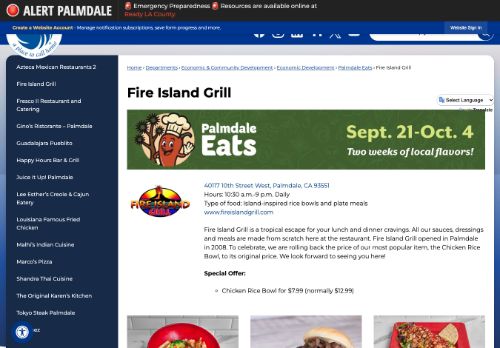 ALERT PALMDALE
Emergency Preparedness
Resources are available online at
Ready LA County.
Create a Website Account - Manage notification subscriptions, save form progress and more.
Website Sign In
a place to call home
Azteca Mexican Restaurants 2
Fire Island Grill
Fresco II Restaurant and
Catering
Gino's Ristorante – Palmdale
Guadalajara Pueblito
Happy Hours Bar & Grill
Juice It Up! Palmdale
Lee Esther's Creole & Cajun
Eatery
Louisiana Famous Fried
Chicken
Malhi's Indian Cuisine
Marco's Pizza
Shandra Thai Cuisine
The Original Karen's Kitchen
Tokyo Steak Palmdale
Home › Departments › Economic & Community Development › Economic Development › Palmdale Eats › Fire Island Grill
Fire Island Grill
Select Language
Translate
Palmdale
Eats
Sept. 21-Oct. 4
Two weeks of local flavors!
FIRE ISLAND
GRILL
40117 10th Street West, Palmdale, CA 93551
Hours: 10:30 a.m.-9 p.m. Daily
Type of food: Island-inspired rice bowls and plate meals
www.fireislandgrill.com
Fire Island Grill is a tropical escape for your lunch and dinner cravings. All our sauces, dressings
and meals are made from scratch here at the restaurant. Fire Island Grill opened in Palmdale
in 2008. To celebrate, we are rolling back the price of our most popular item, the Chicken Rice
Bowl, to its original price. We look forward to seeing you here!
Special Offer:
Chicken Rice Bowl for $7.99 (normally $12.99)